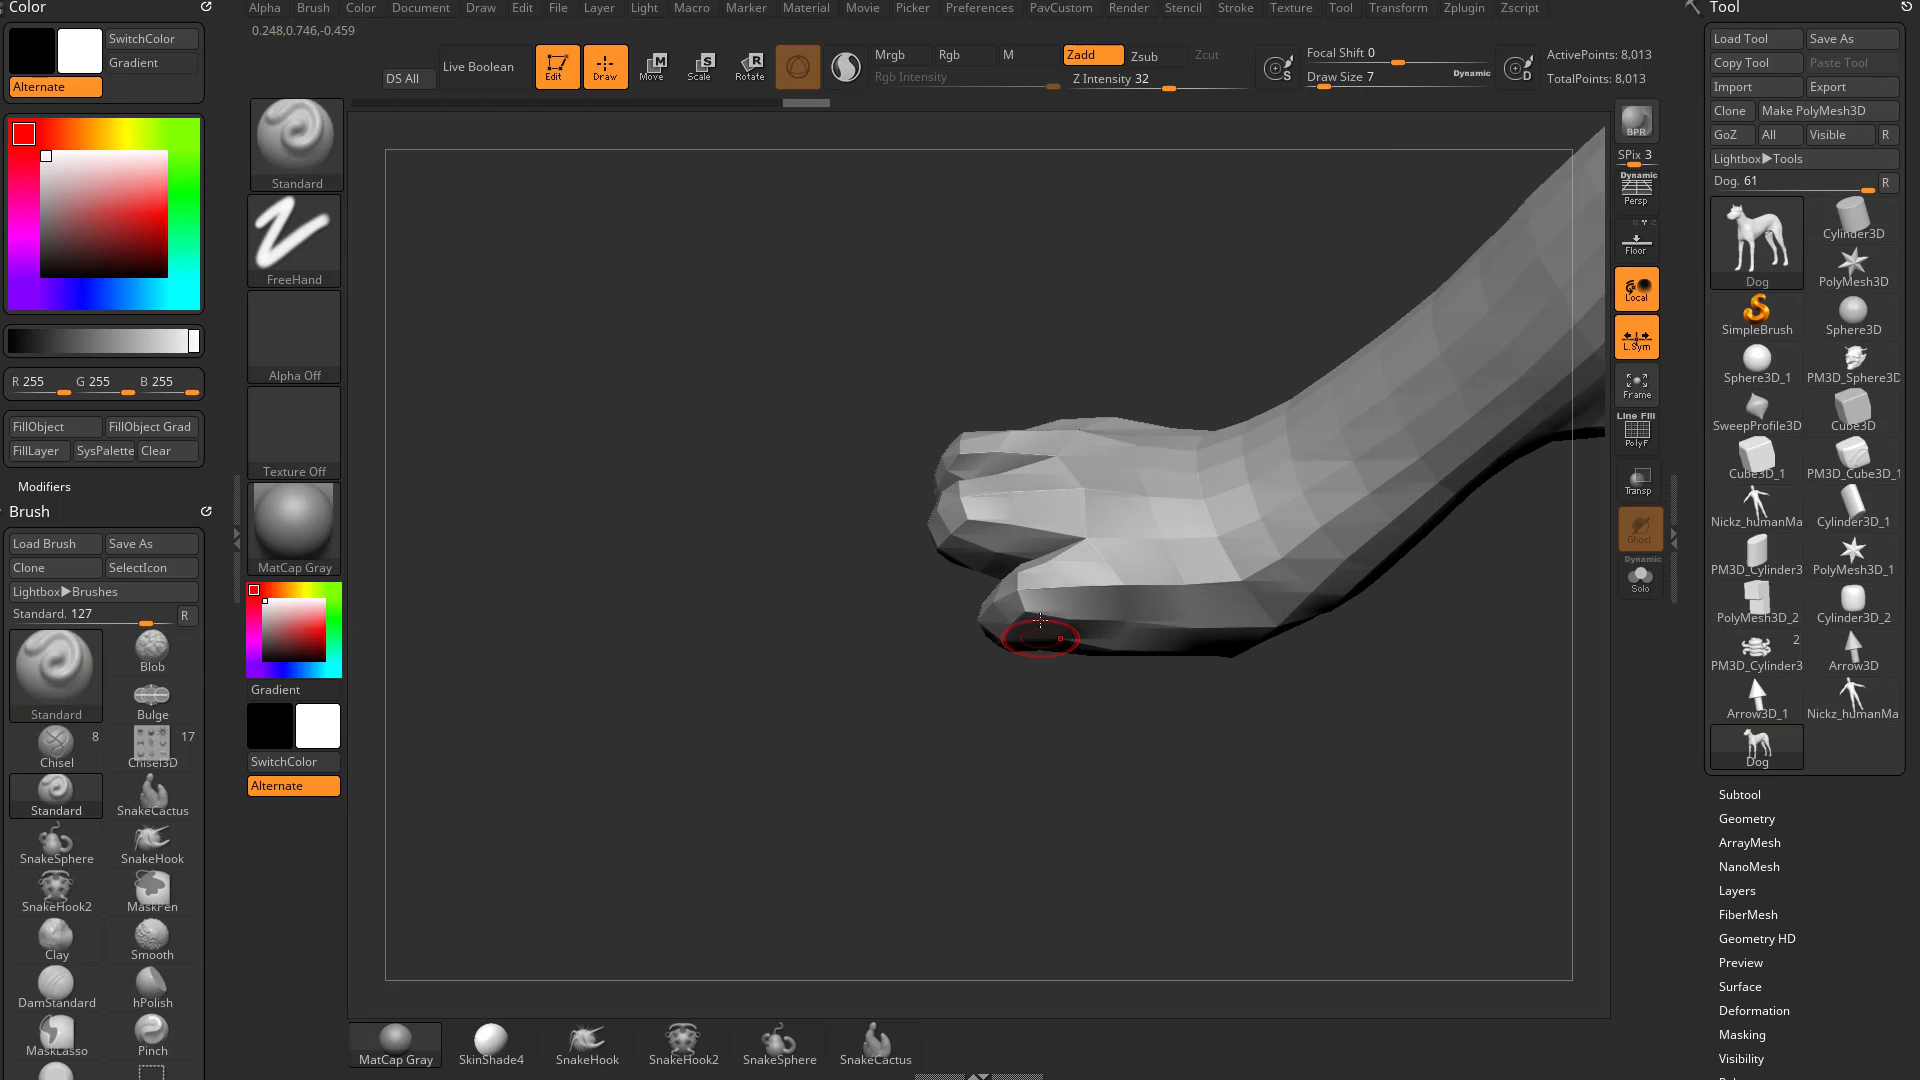 Color
SwitchColor
Gradient
Alternate
R 255
G 255
B 255
FillObject
FillObject Grad
FillLayer
SysPalette
Clear
Modifiers
Brush
Load Brush
Save As
Clone
SelectIcon
Lightbox▶Brushes
Standard. 127
R
Standard
Blob
Bulge
Chisel
8
Chisel3D
17
Standard
SnakeCactus
SnakeSphere
SnakeHook
SnakeHook2
MaskPen
Clay
Smooth
DamStandard
hPolish
MaskLasso
Pinch
Alpha
Brush
Color
Document
Draw
Edit
File
Layer
Light
Macro
Marker
Material
Movie
Picker
Preferences
PavCustom
Render
Stencil
Stroke
Texture
Tool
Transform
Zplugin
Zscript
0.248,0.746,-0.459
DS All
Live Boolean
Edit
Draw
Move
Scale
Rotate
Mrgb
Rgb
M
Zadd
Zsub
Zcut
Rgb Intensity
Z Intensity 32
Focal Shift 0
Draw Size 7
Dynamic
ActivePoints: 8,013
TotalPoints: 8,013
Standard
FreeHand
Alpha Off
Texture Off
MatCap Gray
Gradient
SwitchColor
Alternate
MatCap Gray
SkinShade4
SnakeHook
SnakeHook2
SnakeSphere
SnakeCactus
BPR
SPix 3
Dynamic
Persp
Floor
Local
L.Sym
Frame
Line Fill
PolyF
Transp
Ghost
Dynamic
Solo
Tool
Load Tool
Save As
Copy Tool
Paste Tool
Import
Export
Clone
Make PolyMesh3D
GoZ
All
Visible
R
Lightbox▶Tools
Dog. 61
R
Dog
Cylinder3D
PolyMesh3D
SimpleBrush
Sphere3D
Sphere3D_1
PM3D_Sphere3D
SweepProfile3D
Cube3D
Cube3D_1
PM3D_Cube3D_1
Nickz_humanMa
Cylinder3D_1
PM3D_Cylinder3
PolyMesh3D_1
PolyMesh3D_2
Cylinder3D_2
2
PM3D_Cylinder3
Arrow3D
Arrow3D_1
Nickz_humanMa
Dog
Subtool
Geometry
ArrayMesh
NanoMesh
Layers
FiberMesh
Geometry HD
Preview
Surface
Deformation
Masking
Visibility